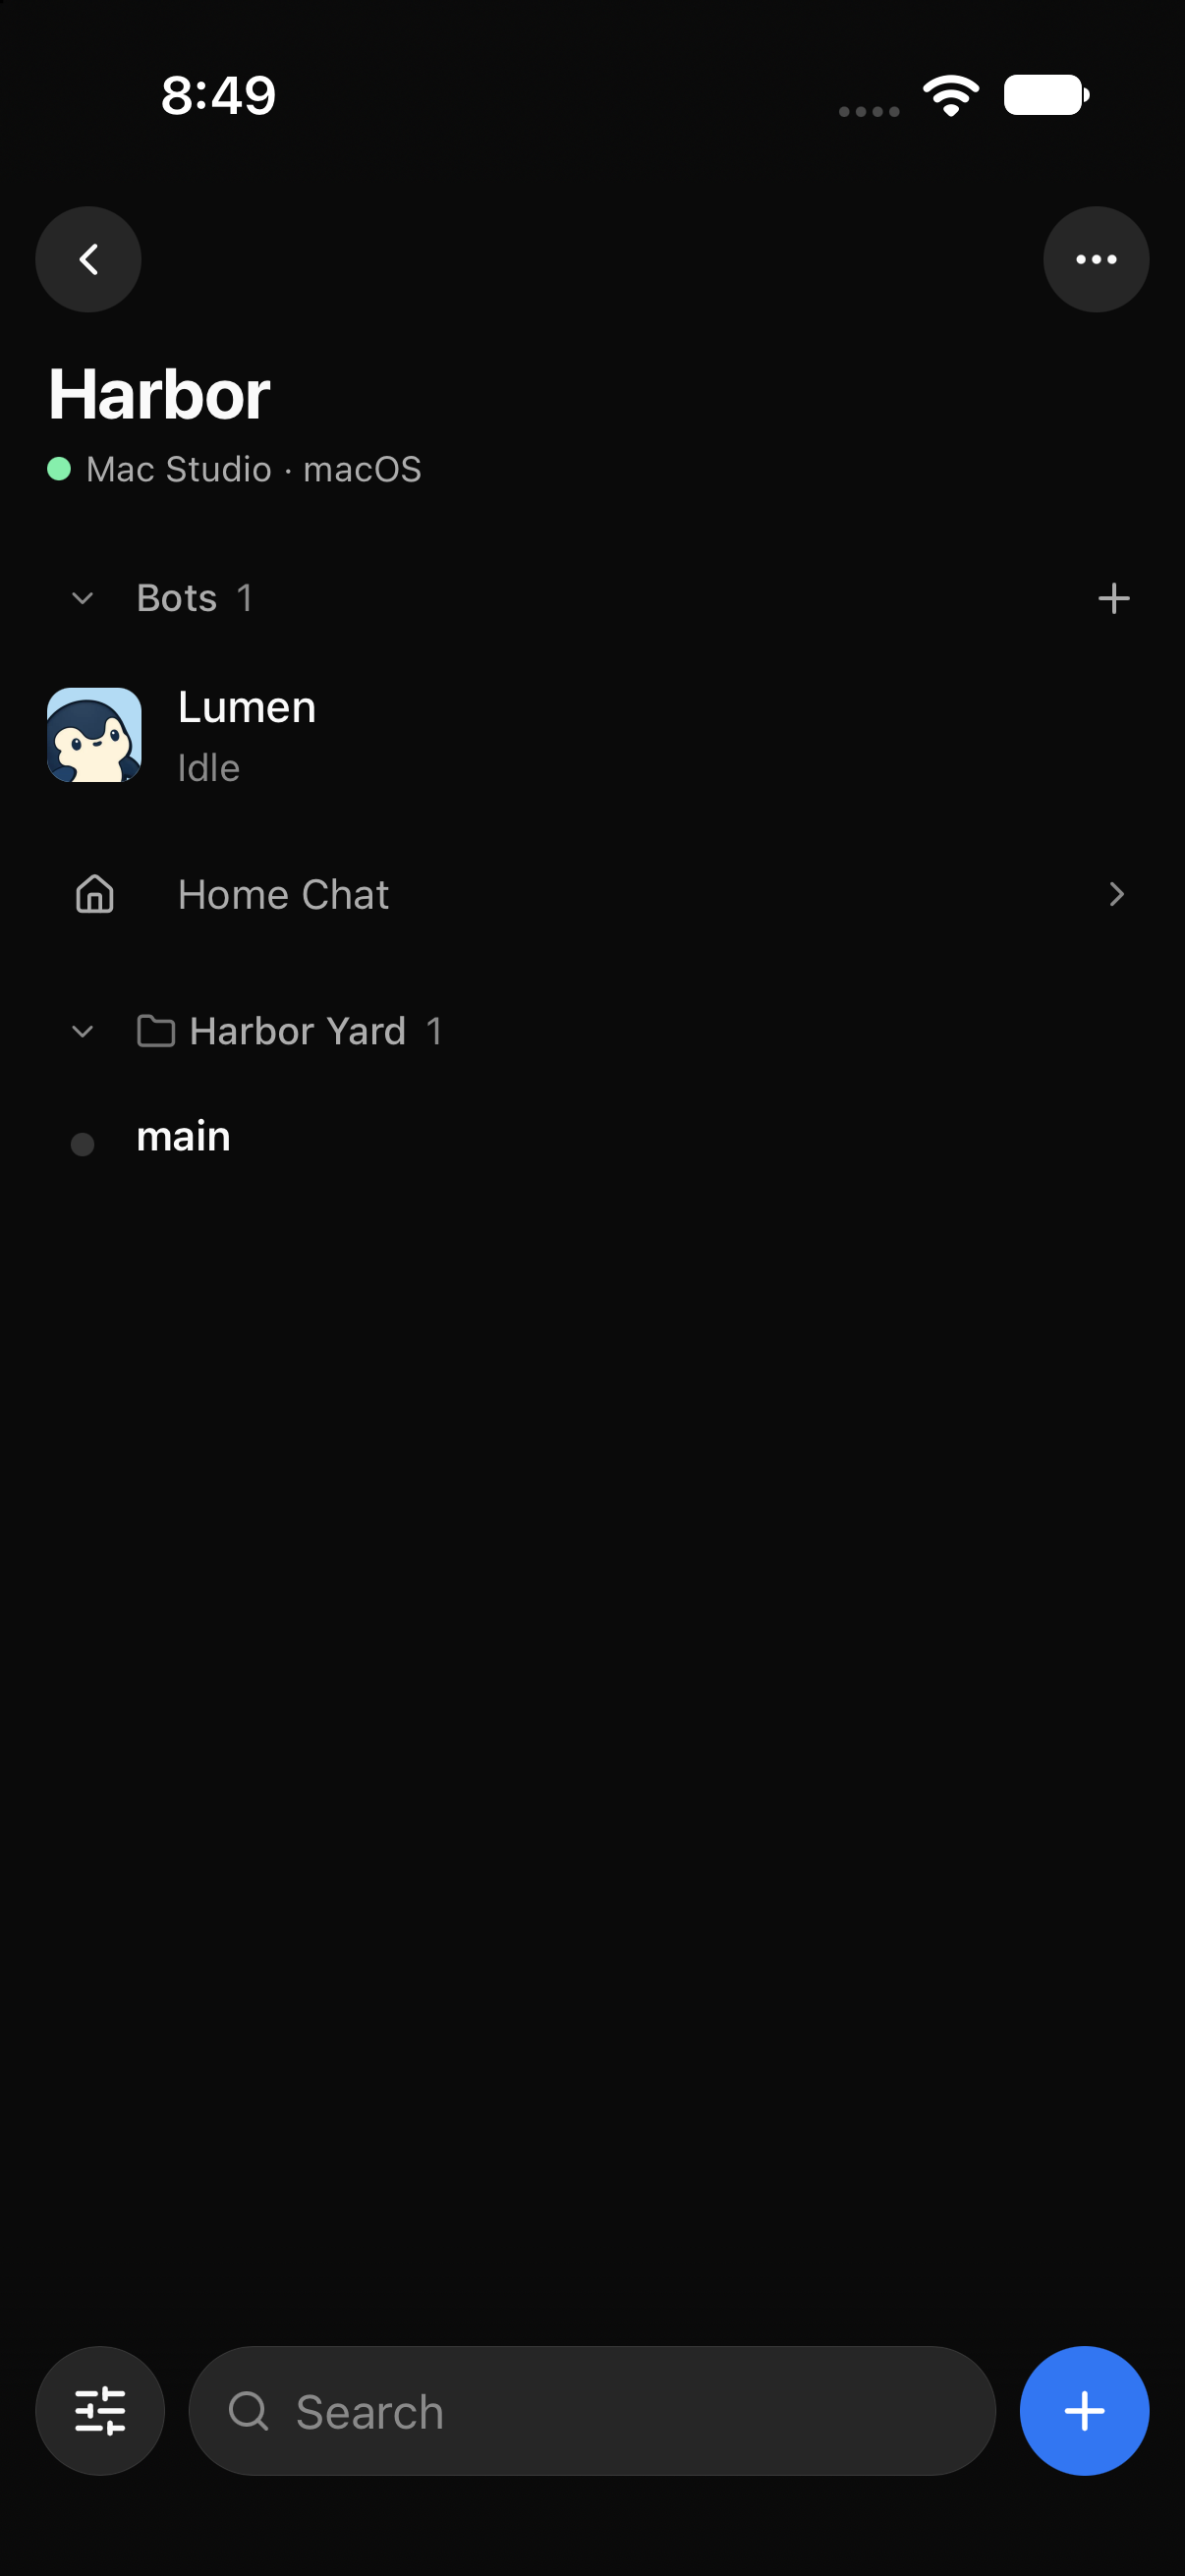 8:49
Harbor
Mac Studio · macOS
Bots 1
Lumen
Idle
Home Chat
Harbor Yard 1
main
Search